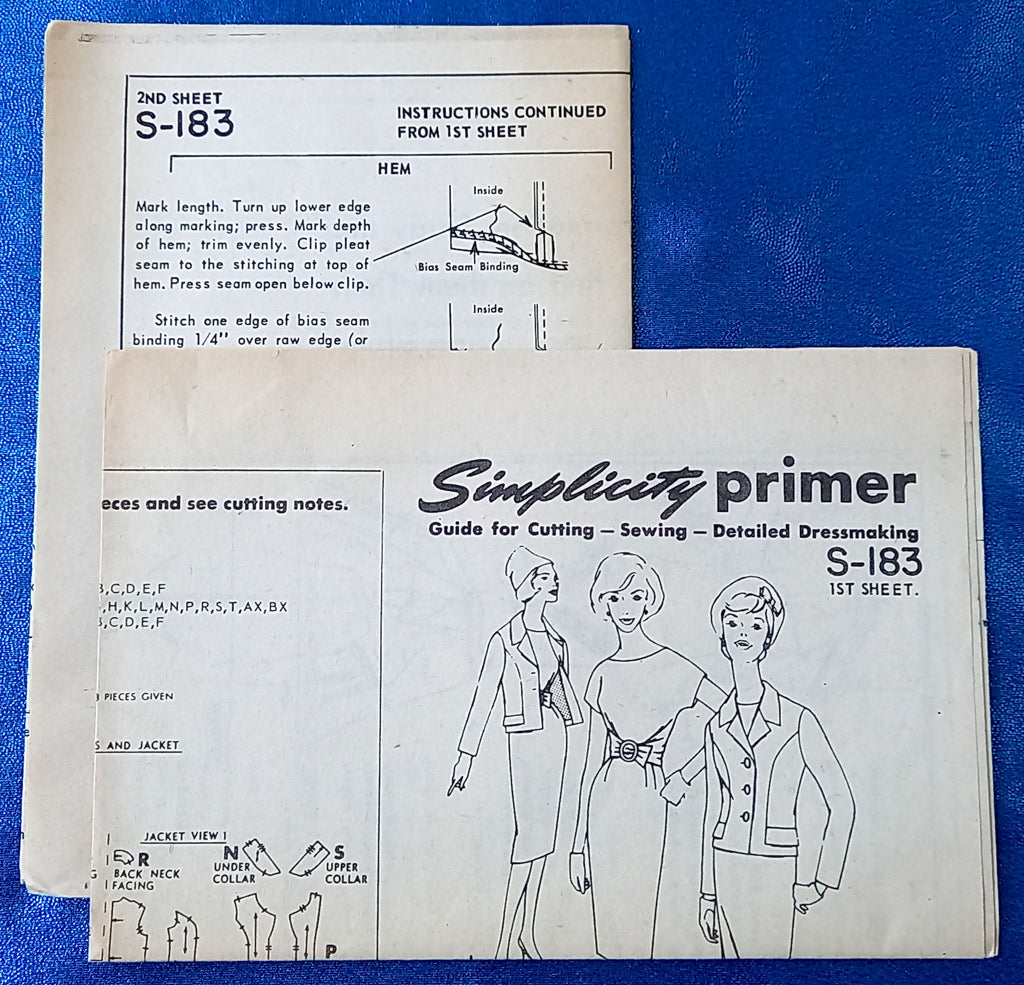 2ND SHEET
S-183
INSTRUCTIONS CONTINUED
FROM 1ST SHEET
HEM
Mark length. Turn up lower edge
along marking; press. Mark depth
of hem; trim evenly. Clip pleat
seam to the stitching at top of
hem. Press seam open below clip.
Inside
Bias Seam Binding
Stitch one edge of bias seam
binding 1/4" over raw edge (or
Inside
eces and see cutting notes.
,C,D,E,F
,H,K,L,M,N,P,R,S,T,AX,BX
,C,D,E,F
PIECES GIVEN
S AND JACKET
JACKET VIEW 1
R
BACK NECK
FACING
N
UNDER
COLLAR
S
UPPER
COLLAR
P
Simplicity primer
Guide for Cutting – Sewing – Detailed Dressmaking
S-183
1ST SHEET.